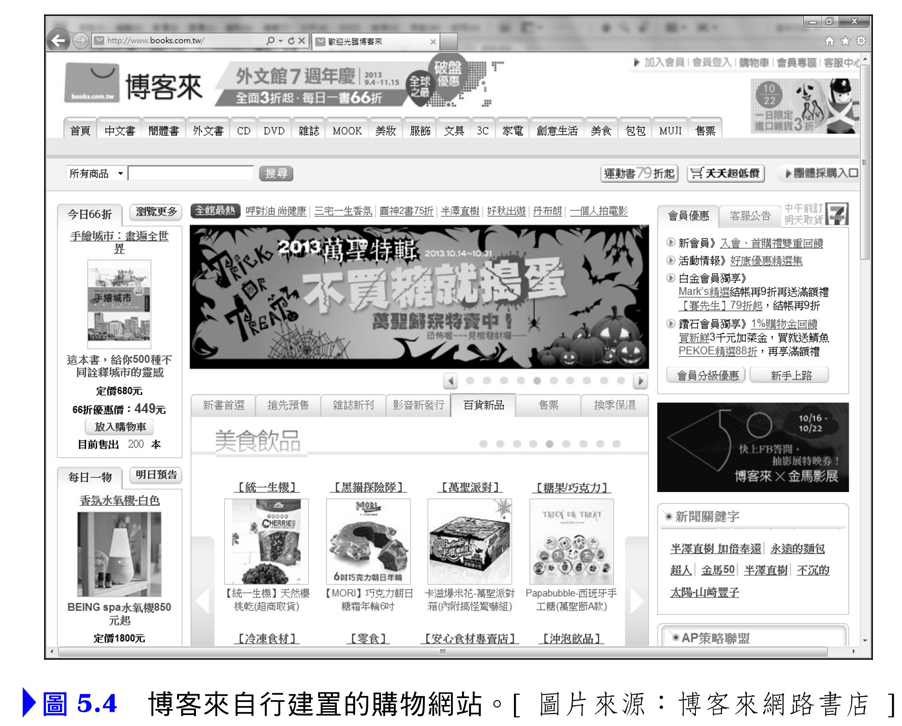 http://www.books.com.tw/
歡迎光臨博客來
加入會員 | 會員登入 | 購物車 | 會員專區 | 客服中心
books.com.tw
博客來
外文館7週年慶 2013 9.4-11.15
全面3折起‧每日一書66折
全球之最
破盤優惠
10 22
一日限定
進口雜貨3折
首頁 中文書 簡體書 外文書 CD DVD 雜誌 MOOK 美妝 服飾 文具 3C 家電 創意生活 美食 包包 MUJI 售票
所有商品
搜尋
運動書79折起
天天超低價
團體採購入口
今日66折 瀏覽更多
手繪城市：畫遍全世界
手繪城市
這本書，給你500種不同詮釋城市的靈感
定價680元
66折優惠價：449元
放入購物車
目前售出 200 本
每日一物 明日預告
香氛水氧機-白色
BEING spa水氧機850元起
定價1800元
全館最熱 呷對油 尚健康 | 三宅一生香氛 | 圖神2書75折 | 半澤直樹 | 好秋出遊 | 丹布朗 | 一個人拍電影
TRICK OR TREAT
2013萬聖特輯 2013.10.14~10.31
不買糖就搗蛋
萬聖歸宗特賣中！
新書首選 搶先預售 雜誌新刊 影音新發行 百貨新品 售票 換季保濕
美食飲品
【統一生機】 【黑貓探險隊】 【萬聖派對】 【糖果/巧克力】
CHERRIES
MORI
6吋巧克力朝日年輪
TRICK OR TREAT
【統一生機】天然櫻桃乾(超商取貨)
【MORI】巧克力朝日糖霜年輪6吋
卡滋爆米花-萬聖派對箱(內附搞怪驚嚇組)
Papabubble-西班牙手工糖(萬聖節A款)
【冷凍食材】 【零食】 【安心食材專賣店】 【沖泡飲品】
會員優惠 客服公告
中午前訂
明天取貨
新會員》入會、首購禮雙重回饋
活動情報》好康優惠精選集
白金會員獨享》
Mark's精選結帳再9折再送滿額禮
【賽先生】79折起，結帳再9折
鑽石會員獨享》1%購物金回饋
買新鮮3千元加菜金，買就送鯖魚
PEKOE精選88折，再享滿額禮
會員分級優惠 新手上路
10/16 - 10/22
快上FB答問，
抽影展特映券！
博客來╳金馬影展
新聞關鍵字
半澤直樹 加倍奉還 | 永遠的麵包
超人 | 金馬50 | 半澤直樹 | 不沉的
太陽-山崎豐子
AP策略聯盟
圖 5.4 博客來自行建置的購物網站。[ 圖片來源：博客來網路書店 ]